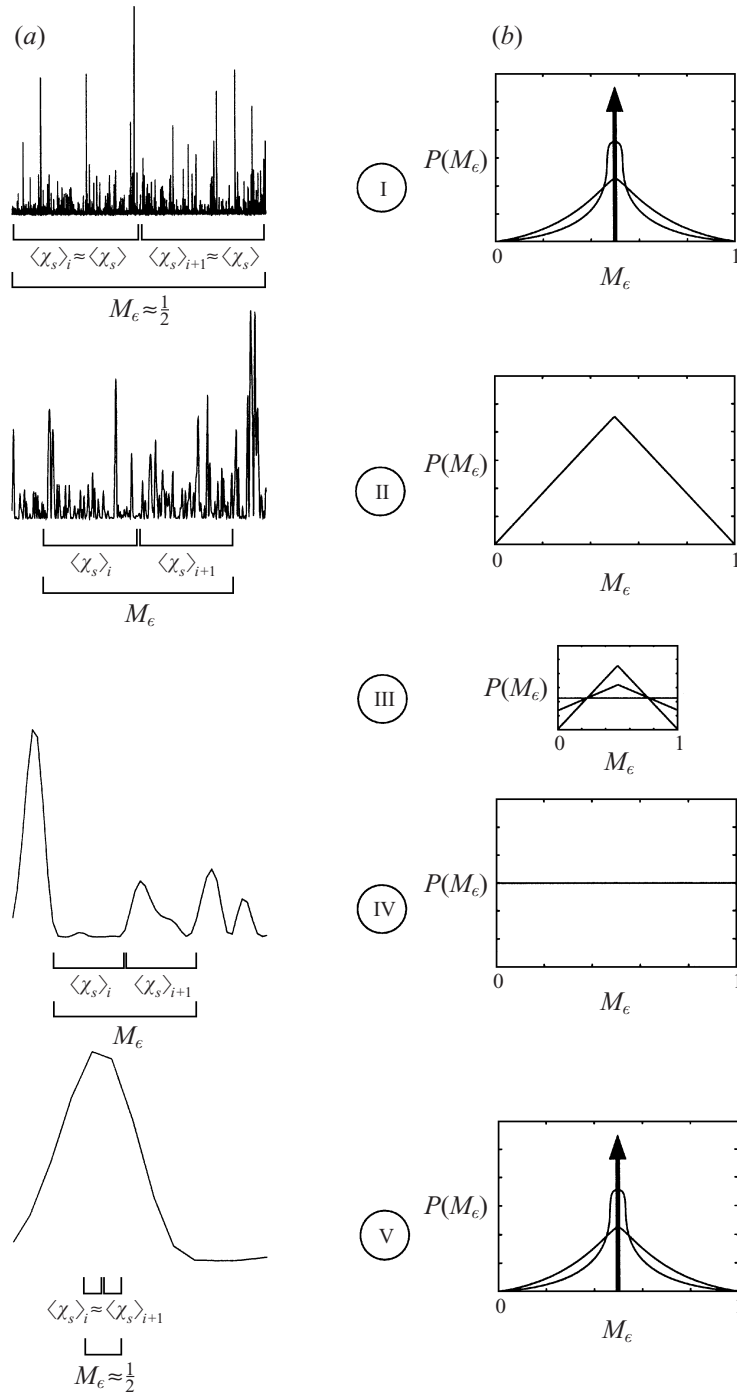 (a)
(b)
⟨χ_s⟩_i ≈ ⟨χ_s⟩ ⟨χ_s⟩_{i+1} ≈ ⟨χ_s⟩
M_ϵ ≈ 1/2
I
P(M_ϵ)
0 1
M_ϵ
⟨χ_s⟩_i ⟨χ_s⟩_{i+1}
M_ϵ
II
P(M_ϵ)
0 1
M_ϵ
III
P(M_ϵ)
0 1
M_ϵ
⟨χ_s⟩_i ⟨χ_s⟩_{i+1}
M_ϵ
IV
P(M_ϵ)
0 1
M_ϵ
⟨χ_s⟩_i ≈ ⟨χ_s⟩_{i+1}
M_ϵ ≈ 1/2
V
P(M_ϵ)
0 1
M_ϵ